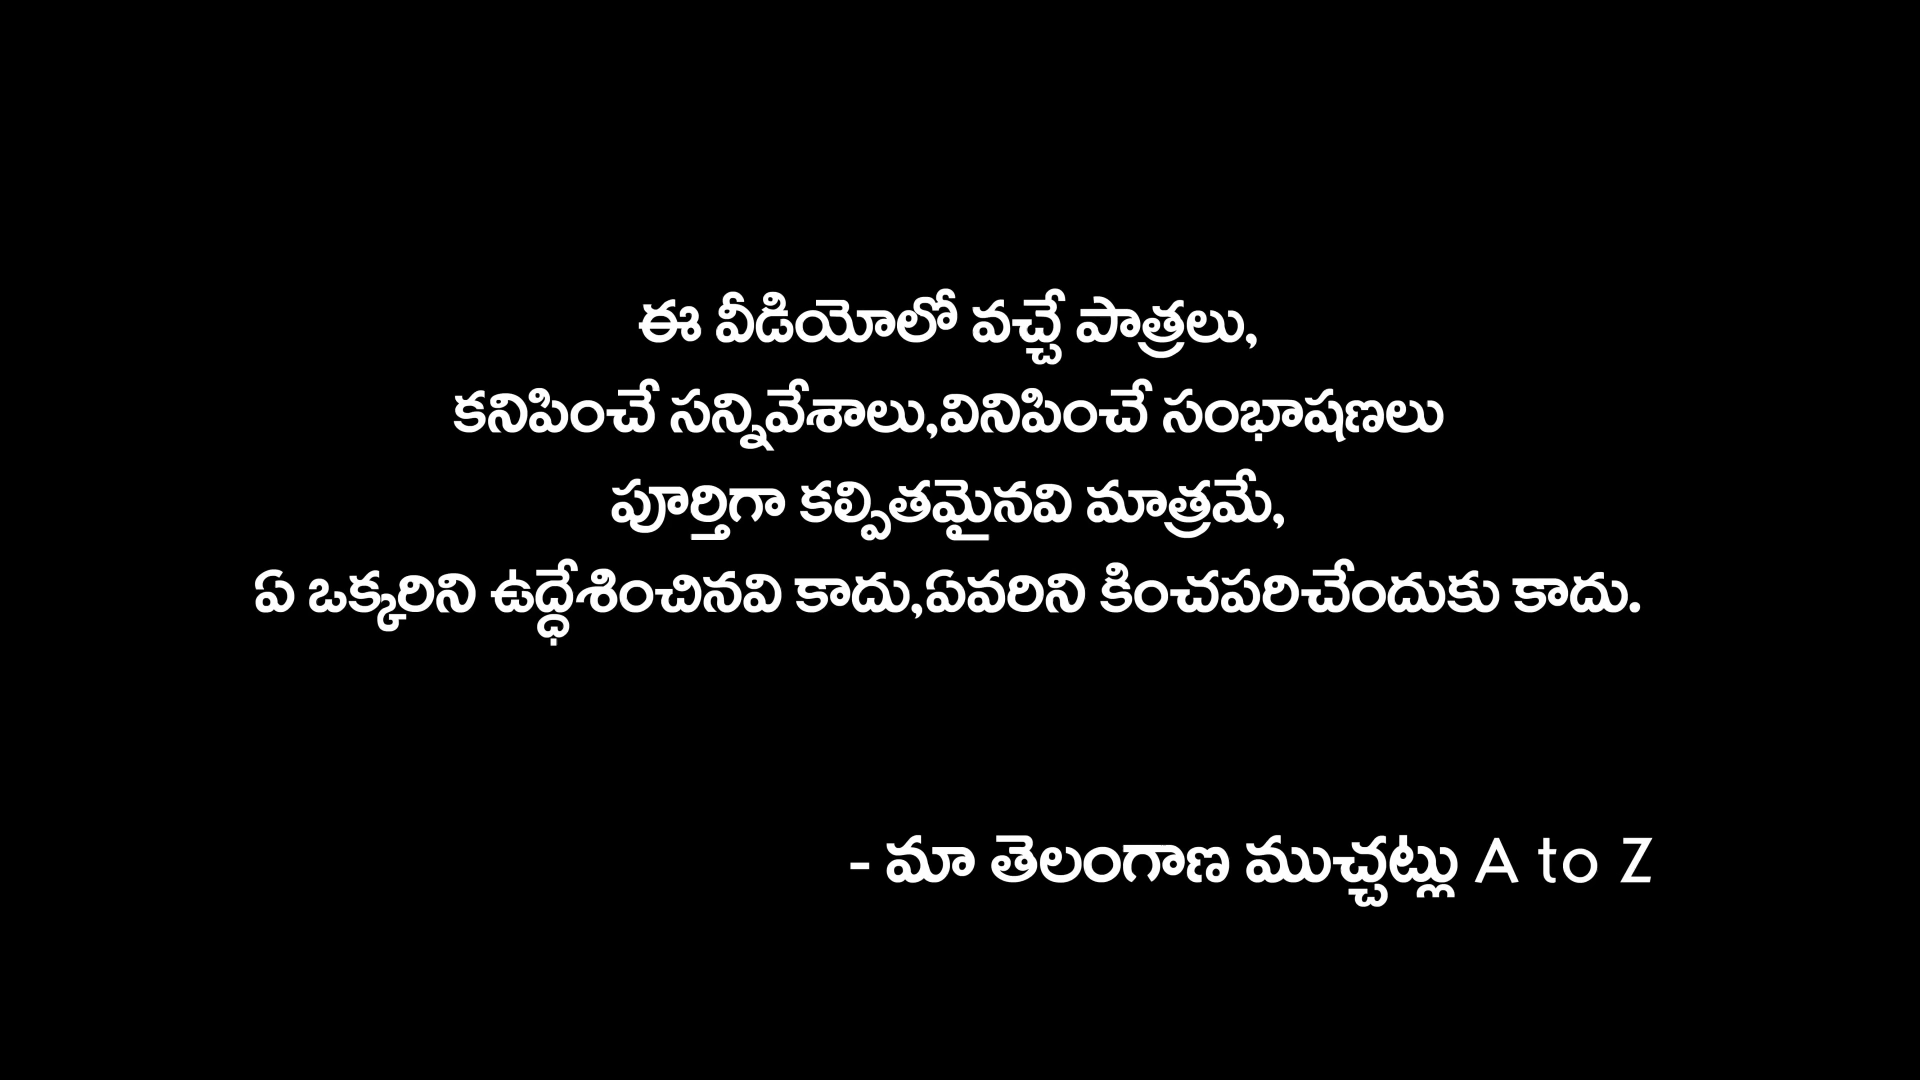 ఈ వీడియోలో వచ్చే పాత్రలు,
కనిపించే సన్నివేశాలు,వినిపించే సంభాషణలు
పూర్తిగా కల్పితమైనవి మాత్రమే,
ఏ ఒక్కరిని ఉద్ధేశించినవి కాదు,ఏవరిని కించపరిచేందుకు కాదు.
- మా తెలంగాణ ముచ్చట్లు A to Z